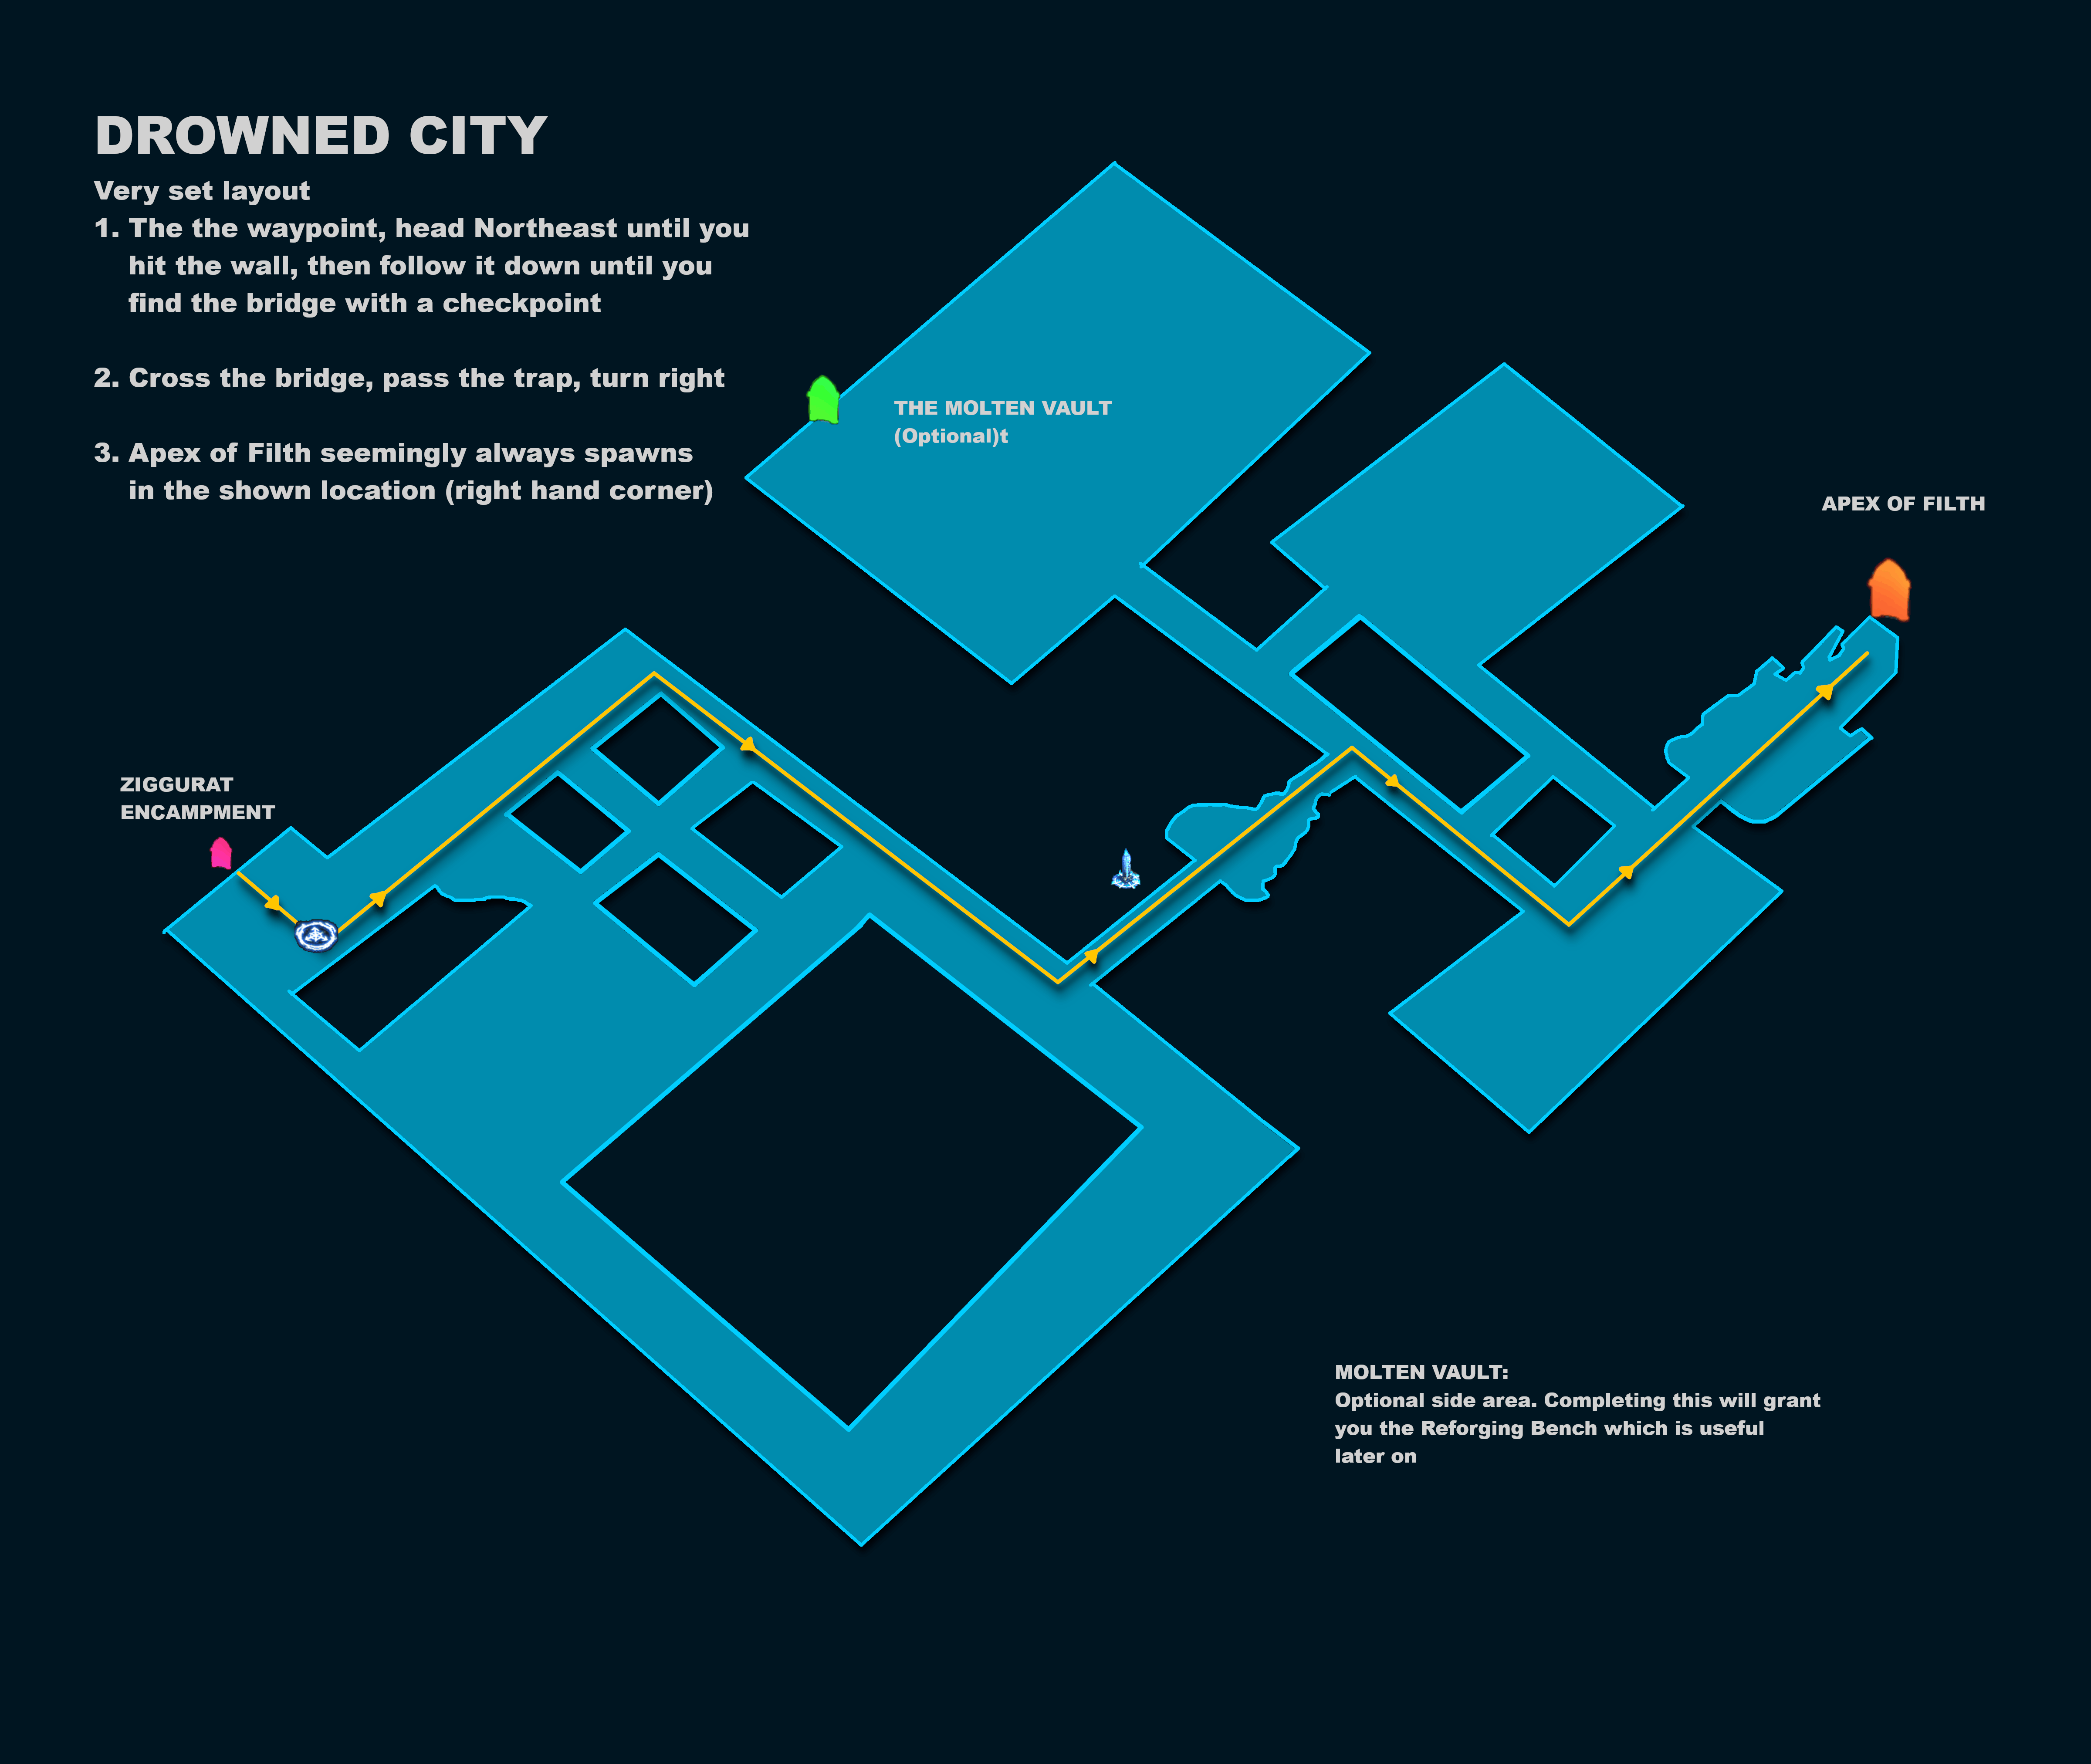 DROWNED CITY
Very set layout
1. The the waypoint, head Northeast until you
hit the wall, then follow it down until you
find the bridge with a checkpoint
2. Cross the bridge, pass the trap, turn right
3. Apex of Filth seemingly always spawns
in the shown location (right hand corner)
THE MOLTEN VAULT
(Optional)t
APEX OF FILTH
ZIGGURAT
ENCAMPMENT
MOLTEN VAULT:
Optional side area. Completing this will grant
you the Reforging Bench which is useful
later on